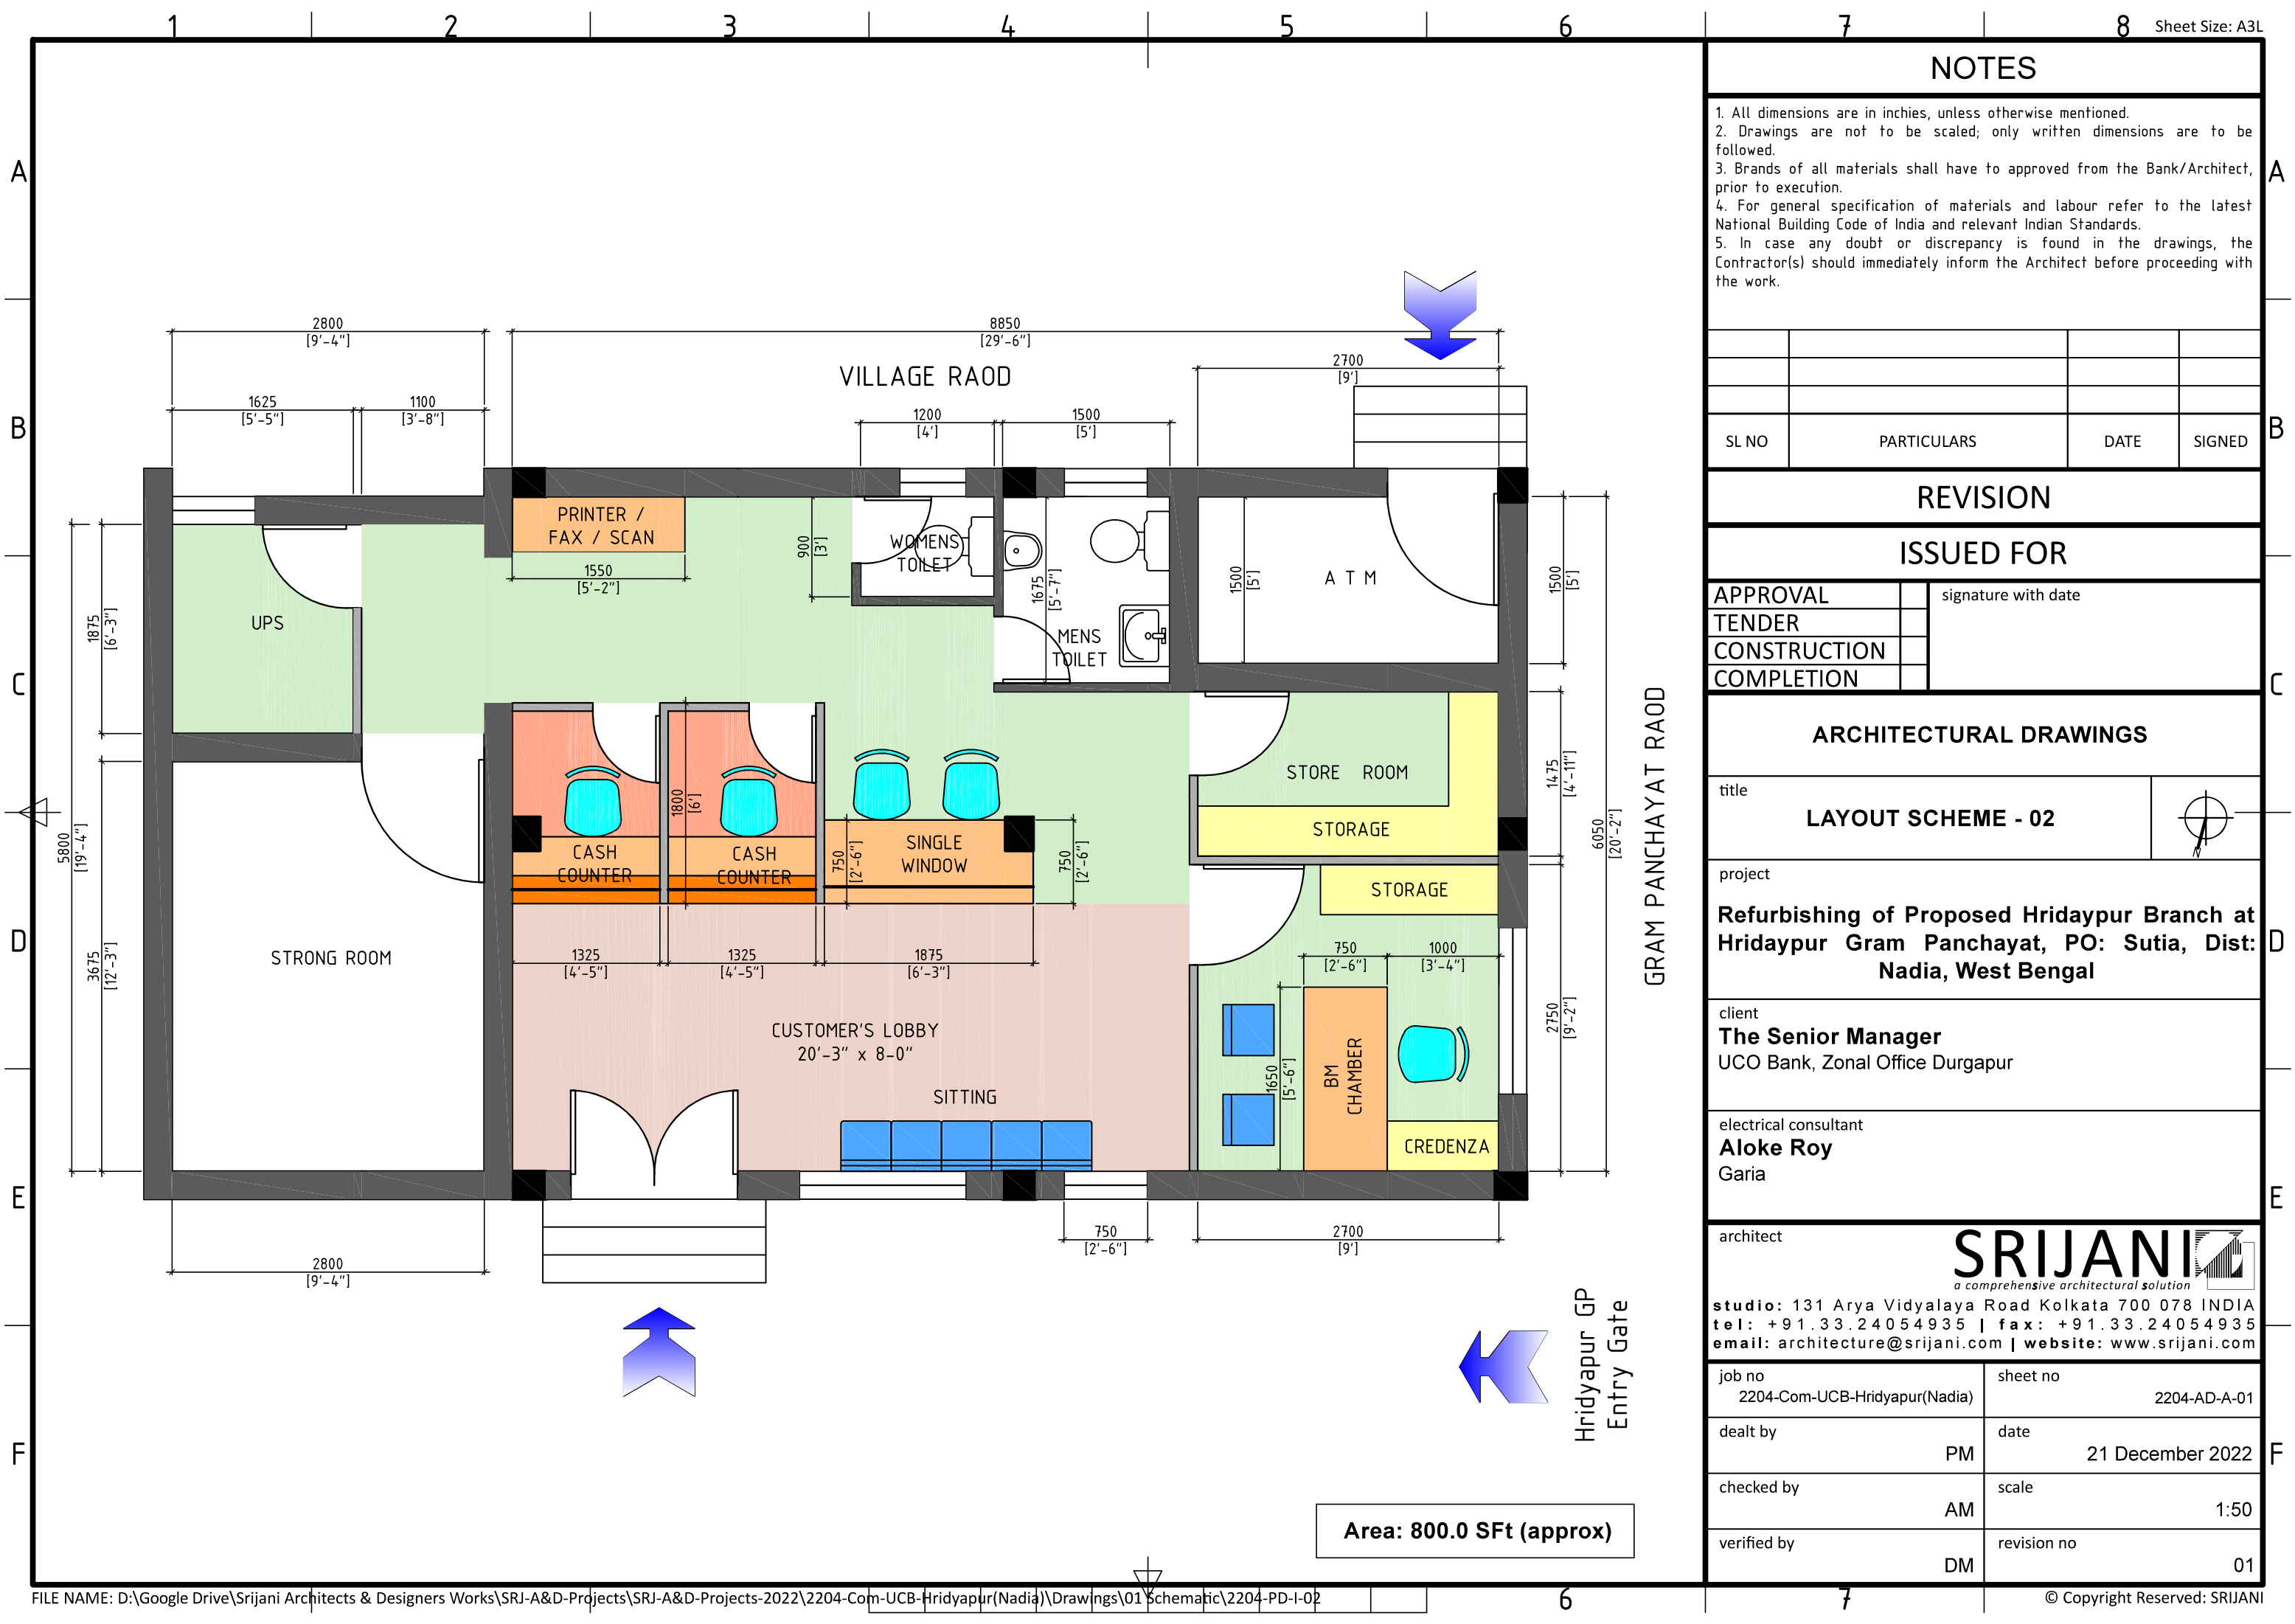 1 2 3 4 5 6 7 8 Sheet Size: A3L
A
B
C
D
E
F
2800
[9'-4"]
8850
[29'-6"]
2700
[9']
VILLAGE RAOD
1625
[5'-5"]
1100
[3'-8"]
1200
[4']
1500
[5']
PRINTER /
FAX / SCAN
1550
[5'-2"]
900
[3']
WOMENS
TOILET
1675
[5'-7"]
MENS
TOILET
1500
[5']
A T M
1500
[5']
UPS
1875
[6'-3"]
5800
[19'-4"]
3675
[12'-3"]
STRONG ROOM
1800
[6']
CASH
COUNTER
CASH
COUNTER
750
[2'-6"]
SINGLE
WINDOW
750
[2'-6"]
STORE ROOM
STORAGE
1475
[4'-11"]
6050
[20'-2"]
GRAM PANCHAYAT RAOD
STORAGE
1325
[4'-5"]
1325
[4'-5"]
1875
[6'-3"]
750
[2'-6"]
1000
[3'-4"]
CUSTOMER'S LOBBY
20'-3" x 8-0"
SITTING
1650
[5'-6"]
BM
CHAMBER
2750
[9'-2"]
CREDENZA
750
[2'-6"]
2700
[9']
2800
[9'-4"]
Hridyapur GP
Entry Gate
Area: 800.0 SFt (approx)
NOTES
1. All dimensions are in inchies, unless otherwise mentioned.
2. Drawings are not to be scaled; only written dimensions are to be
followed.
3. Brands of all materials shall have to approved from the Bank/Architect,
prior to execution.
4. For general specification of materials and labour refer to the latest
National Building Code of India and relevant Indian Standards.
5. In case any doubt or discrepancy is found in the drawings, the
Contractor(s) should immediately inform the Architect before proceeding with
the work.
SL NO PARTICULARS DATE SIGNED
REVISION
ISSUED FOR
APPROVAL signature with date
TENDER
CONSTRUCTION
COMPLETION
ARCHITECTURAL DRAWINGS
title
LAYOUT SCHEME - 02
N
project
Refurbishing of Proposed Hridaypur Branch at
Hridaypur Gram Panchayat, PO: Sutia, Dist:
Nadia, West Bengal
client
The Senior Manager
UCO Bank, Zonal Office Durgapur
electrical consultant
Aloke Roy
Garia
architect
SRIJANI
a comprehensive architectural solution
studio: 131 Arya Vidyalaya Road Kolkata 700 078 INDIA
tel: +91.33.24054935 | fax: +91.33.24054935
email: architecture@srijani.com | website: www.srijani.com
job no
2204-Com-UCB-Hridyapur(Nadia)
sheet no
2204-AD-A-01
dealt by
PM
date
21 December 2022
checked by
AM
scale
1:50
verified by
DM
revision no
01
A
B
C
D
E
F
FILE NAME: D:\Google Drive\Srijani Architects & Designers Works\SRJ-A&D-Projects\SRJ-A&D-Projects-2022\2204-Com-UCB-Hridyapur(Nadia)\Drawings\01 Schematic\2204-PD-I-02
6 7 © Copyright Reserved: SRIJANI